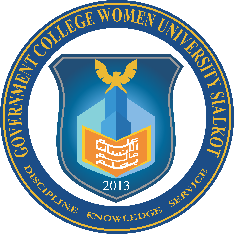 GOVERNMENT COLLEGE WOMEN UNIVERSITY SIALKOT
2013
DISCIPLINE KNOWLEDGE SERVICE